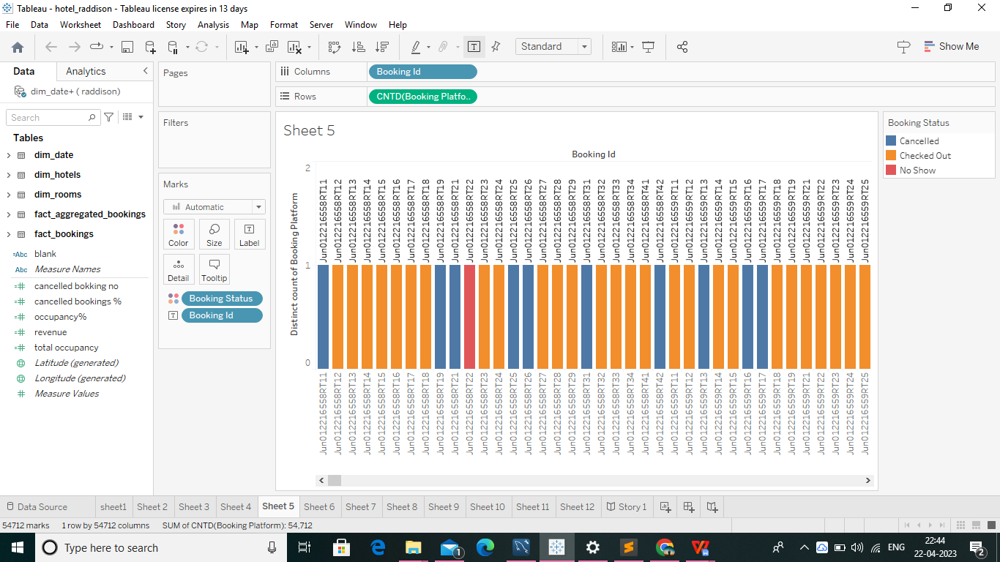 Tableau - hotel_raddison - Tableau license expires in 13 days
File Data Worksheet Dashboard Story Analysis Map Format Server Window Help
Standard
Show Me
Data Analytics
dim_date+ ( raddison)
Search
Tables
dim_date
dim_hotels
dim_rooms
fact_aggregated_bookings
fact_bookings
Abc blank
Abc Measure Names
cancelled bokking no
cancelled bookings %
occupancy%
revenue
total occupancy
Latitude (generated)
Longitude (generated)
Measure Values
Pages
Filters
Marks
Automatic
Color Size Label
Detail Tooltip
Booking Status
Booking Id
Columns Booking Id
Rows CNTD(Booking Platfo..
Sheet 5
Booking Id
Distinct count of Booking Platform
2
1
0
Jun012216558RT11
Jun012216558RT12
Jun012216558RT13
Jun012216558RT14
Jun012216558RT15
Jun012216558RT16
Jun012216558RT17
Jun012216558RT18
Jun012216558RT19
Jun012216558RT21
Jun012216558RT22
Jun012216558RT23
Jun012216558RT24
Jun012216558RT25
Jun012216558RT26
Jun012216558RT27
Jun012216558RT28
Jun012216558RT29
Jun012216558RT31
Jun012216558RT32
Jun012216558RT33
Jun012216558RT34
Jun012216558RT41
Jun012216558RT42
Jun012216559RT11
Jun012216559RT12
Jun012216559RT13
Jun012216559RT14
Jun012216559RT15
Jun012216559RT16
Jun012216559RT17
Jun012216559RT18
Jun012216559RT19
Jun012216559RT21
Jun012216559RT22
Jun012216559RT23
Jun012216559RT24
Jun012216559RT25
Jun012216558RT11
Jun012216558RT12
Jun012216558RT13
Jun012216558RT14
Jun012216558RT15
Jun012216558RT16
Jun012216558RT17
Jun012216558RT18
Jun012216558RT19
Jun012216558RT21
Jun012216558RT22
Jun012216558RT23
Jun012216558RT24
Jun012216558RT25
Jun012216558RT26
Jun012216558RT27
Jun012216558RT28
Jun012216558RT29
Jun012216558RT31
Jun012216558RT32
Jun012216558RT33
Jun012216558RT34
Jun012216558RT41
Jun012216558RT42
Jun012216559RT11
Jun012216559RT12
Jun012216559RT13
Jun012216559RT14
Jun012216559RT15
Jun012216559RT16
Jun012216559RT17
Jun012216559RT18
Jun012216559RT19
Jun012216559RT21
Jun012216559RT22
Jun012216559RT23
Jun012216559RT24
Jun012216559RT25
Booking Status
Cancelled
Checked Out
No Show
Data Source sheet1 Sheet 2 Sheet 3 Sheet 4 Sheet 5 Sheet 6 Sheet 7 Sheet 8 Sheet 9 Sheet 10 Sheet 11 Sheet 12 Story 1
54712 marks 1 row by 54712 columns SUM of CNTD(Booking Platform): 54,712
Type here to search
1
ENG
22:44
22-04-2023
2